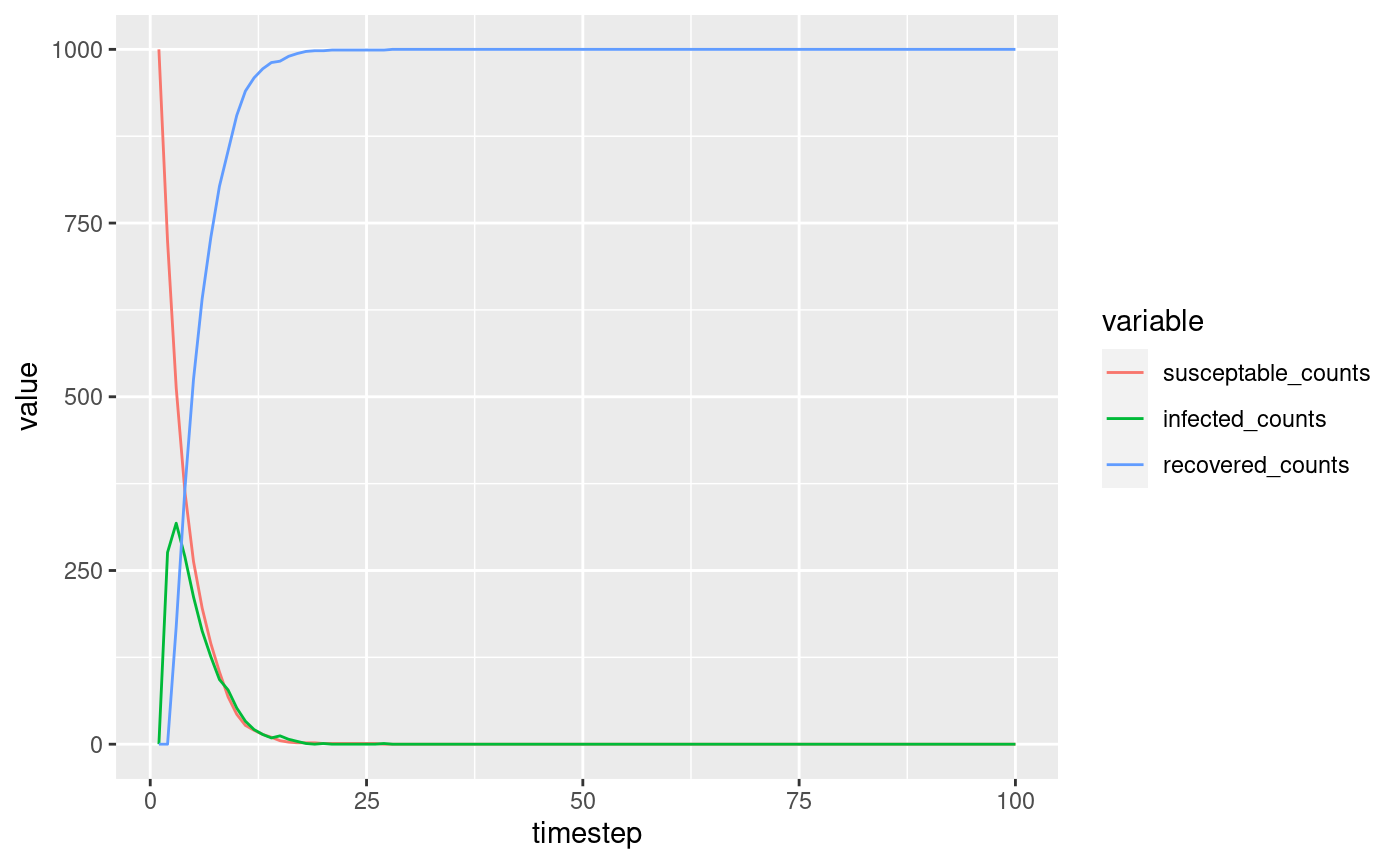 1000
750
500
250
0
value
0 25 50 75 100
timestep
variable
susceptable_counts
infected_counts
recovered_counts